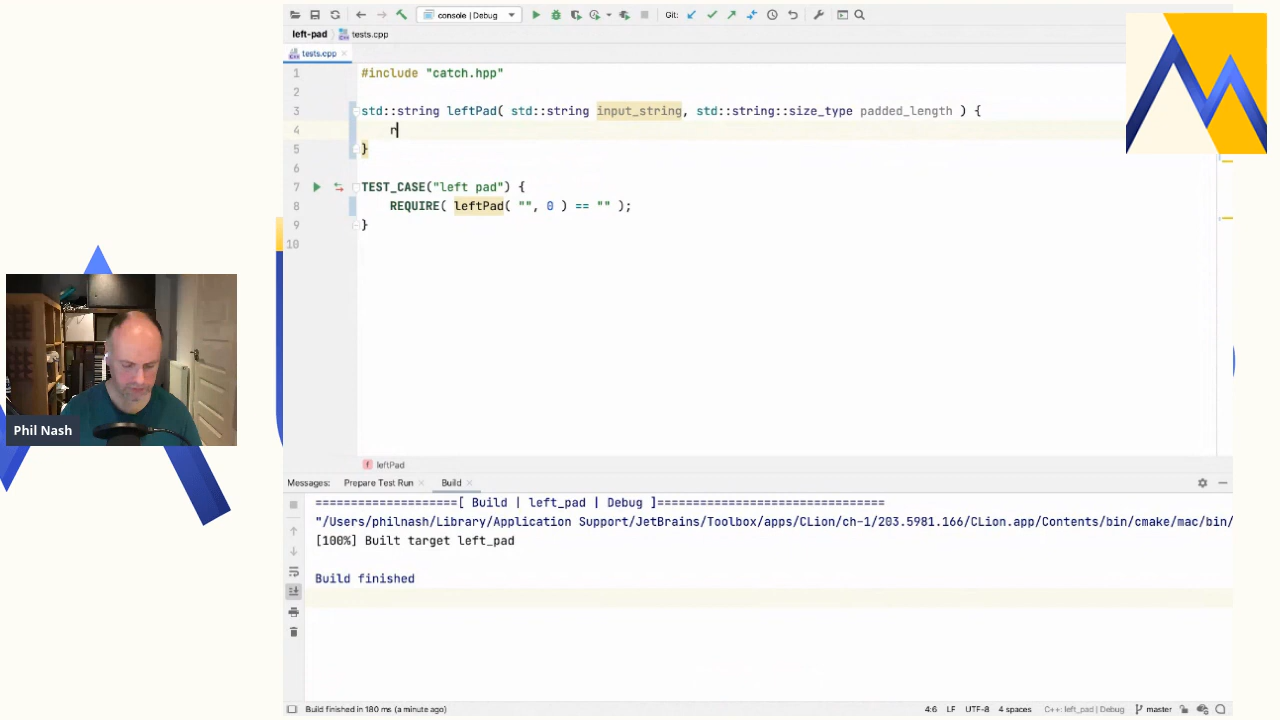 console | Debug
Git:
left-pad
tests.cpp
tests.cpp
1 #include "catch.hpp"
2
3 std::string leftPad( std::string input_string, std::string::size_type padded_length ) {
4 r
5 }
6
7 TEST_CASE("left pad") {
8 REQUIRE( leftPad( "", 0 ) == "" );
9 }
10
Phil Nash
f leftPad
Messages: Prepare Test Run Build
====================[ Build | left_pad | Debug ]================================
"/Users/philnash/Library/Application Support/JetBrains/Toolbox/apps/CLion/ch-1/203.5981.166/CLion.app/Contents/bin/cmake/mac/bin/
[100%] Built target left_pad
Build finished
Build finished in 180 ms (a minute ago)
4:6 LF UTF-8 4 spaces C++: left_pad | Debug master